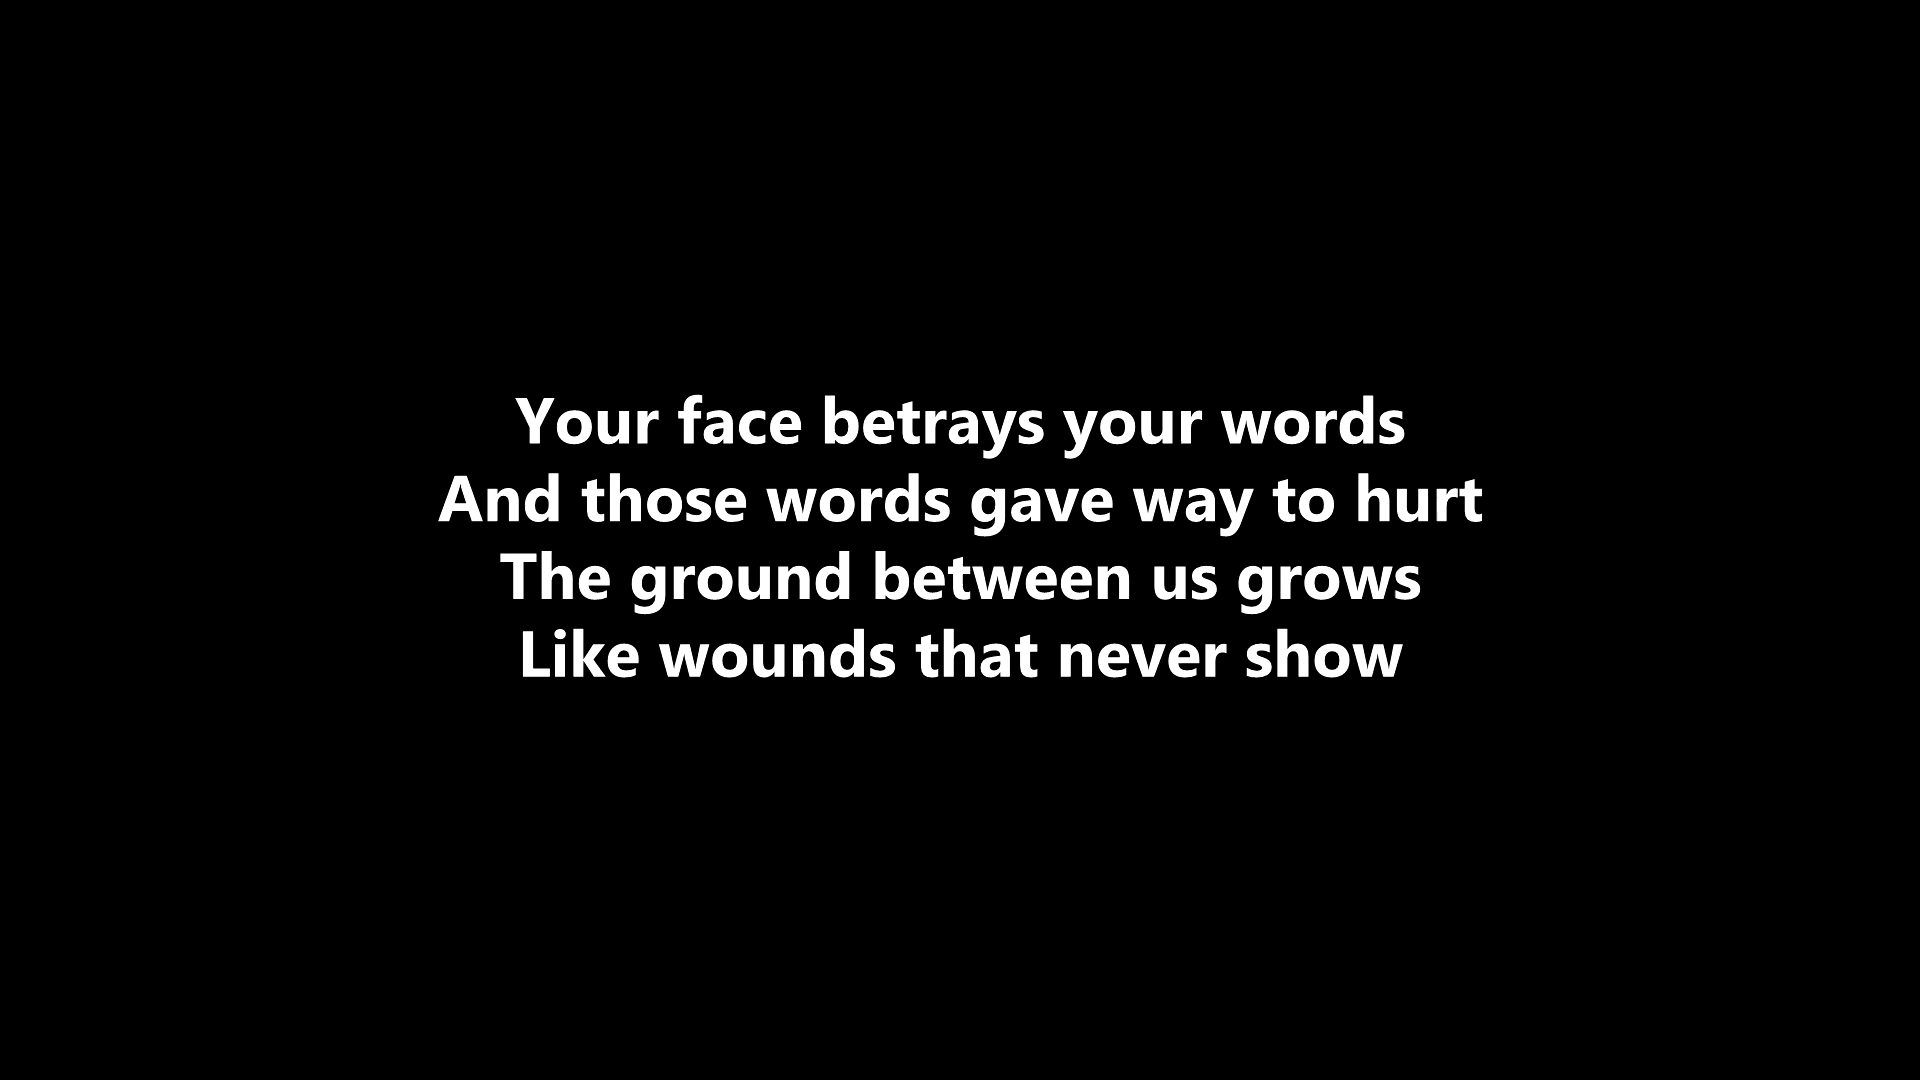 Your face betrays your words
And those words gave way to hurt
The ground between us grows
Like wounds that never show